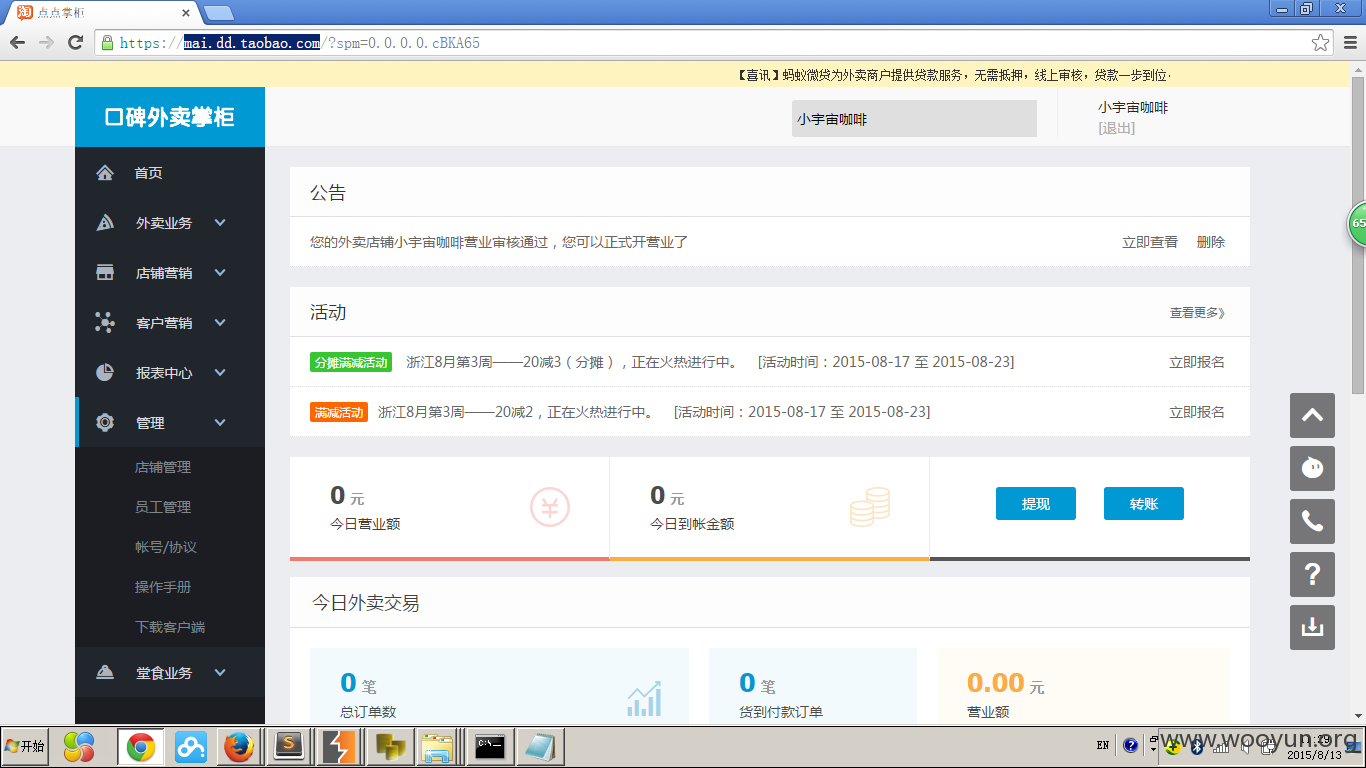 点点掌柜
https://mai.dd.taobao.com/?spm=0.0.0.0.cBKA65
【喜讯】蚂蚁微贷为外卖商户提供贷款服务，无需抵押，线上审核，贷款一步到位·
口碑外卖掌柜
小宇宙咖啡
小宇宙咖啡
[退出]
首页
外卖业务
店铺营销
客户营销
报表中心
管理
店铺管理
员工管理
帐号/协议
操作手册
下载客户端
堂食业务
公告
您的外卖店铺小宇宙咖啡营业审核通过，您可以正式开营业了 立即查看 删除
活动 查看更多》
分摊满减活动 浙江8月第3周——20减3（分摊），正在火热进行中。 [活动时间：2015-08-17 至 2015-08-23] 立即报名
满减活动 浙江8月第3周——20减2，正在火热进行中。 [活动时间：2015-08-17 至 2015-08-23] 立即报名
0 元
今日营业额
0 元
今日到帐金额
提现 转账
今日外卖交易
0 笔
总订单数
0 笔
货到付款订单
0.00 元
营业额
65
开始
EN
www.wooyun.org
2015/8/13